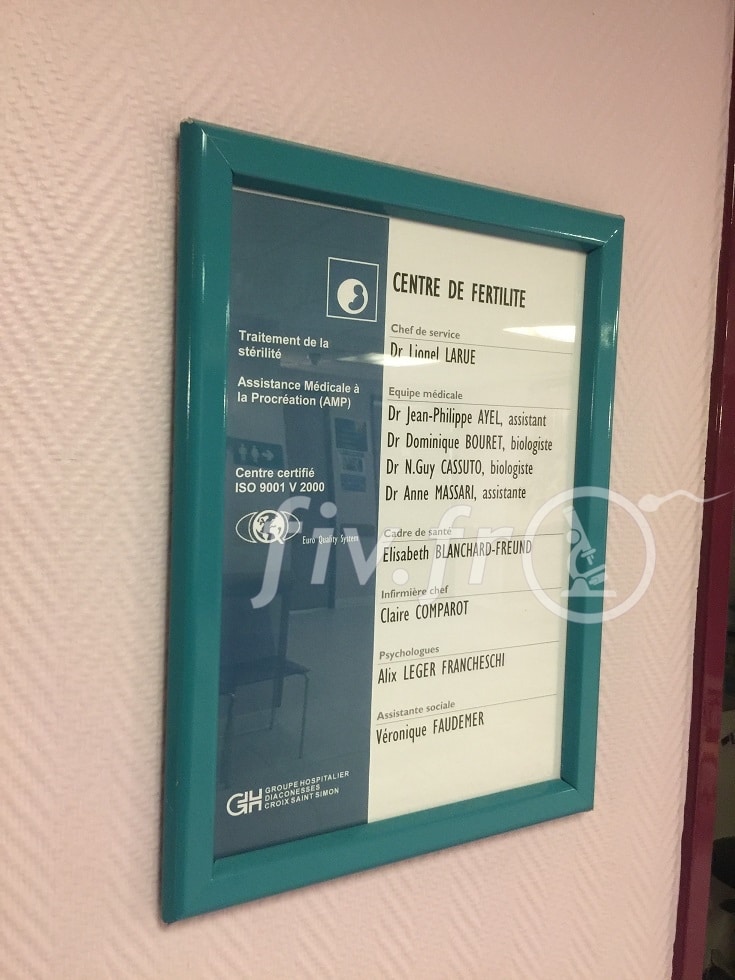 Traitement de la
stérilité
Assistance Médicale à
la Procréation (AMP)
Centre certifié
ISO 9001 V 2000
Euro Quality System
GH GROUPE HOSPITALIER
DIACONESSES
CROIX SAINT SIMON
CENTRE DE FERTILITE
Chef de service
Dr Lionel LARUE
Equipe médicale
Dr Jean-Philippe AYEL, assistant
Dr Dominique BOURET, biologiste
Dr N.Guy CASSUTO, biologiste
Dr Anne MASSARI, assistante
Cadre de santé
Elisabeth BLANCHARD-FREUND
Infirmière chef
Claire COMPAROT
Psychologues
Alix LEGER FRANCHESCHI
Assistante sociale
Véronique FAUDEMER
fiv.fr